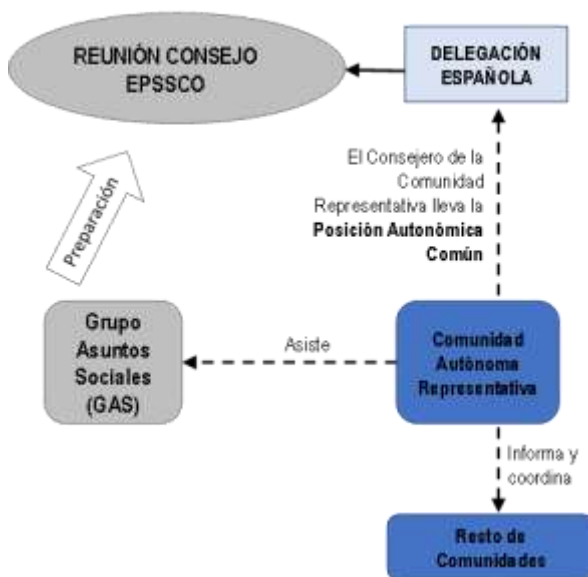 REUNIÓN CONSEJO
EPSSCO
DELEGACIÓN
ESPAÑOLA
El Consejero de la
Comunidad
Representativa lleva la
Posición Autonómica
Común
Preparación
Grupo
Asuntos
Sociales
(GAS)
Asiste
Comunidad
Autónoma
Representativa
Informa y
coordina
Resto de
Comunidades